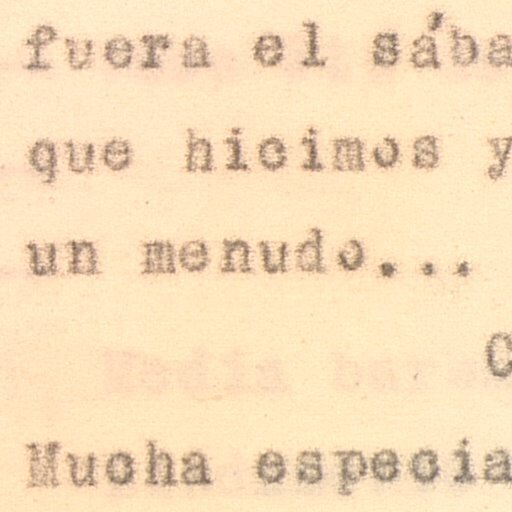 fuera el sába
que hicimos y
un menudo...
C
Mucha especia